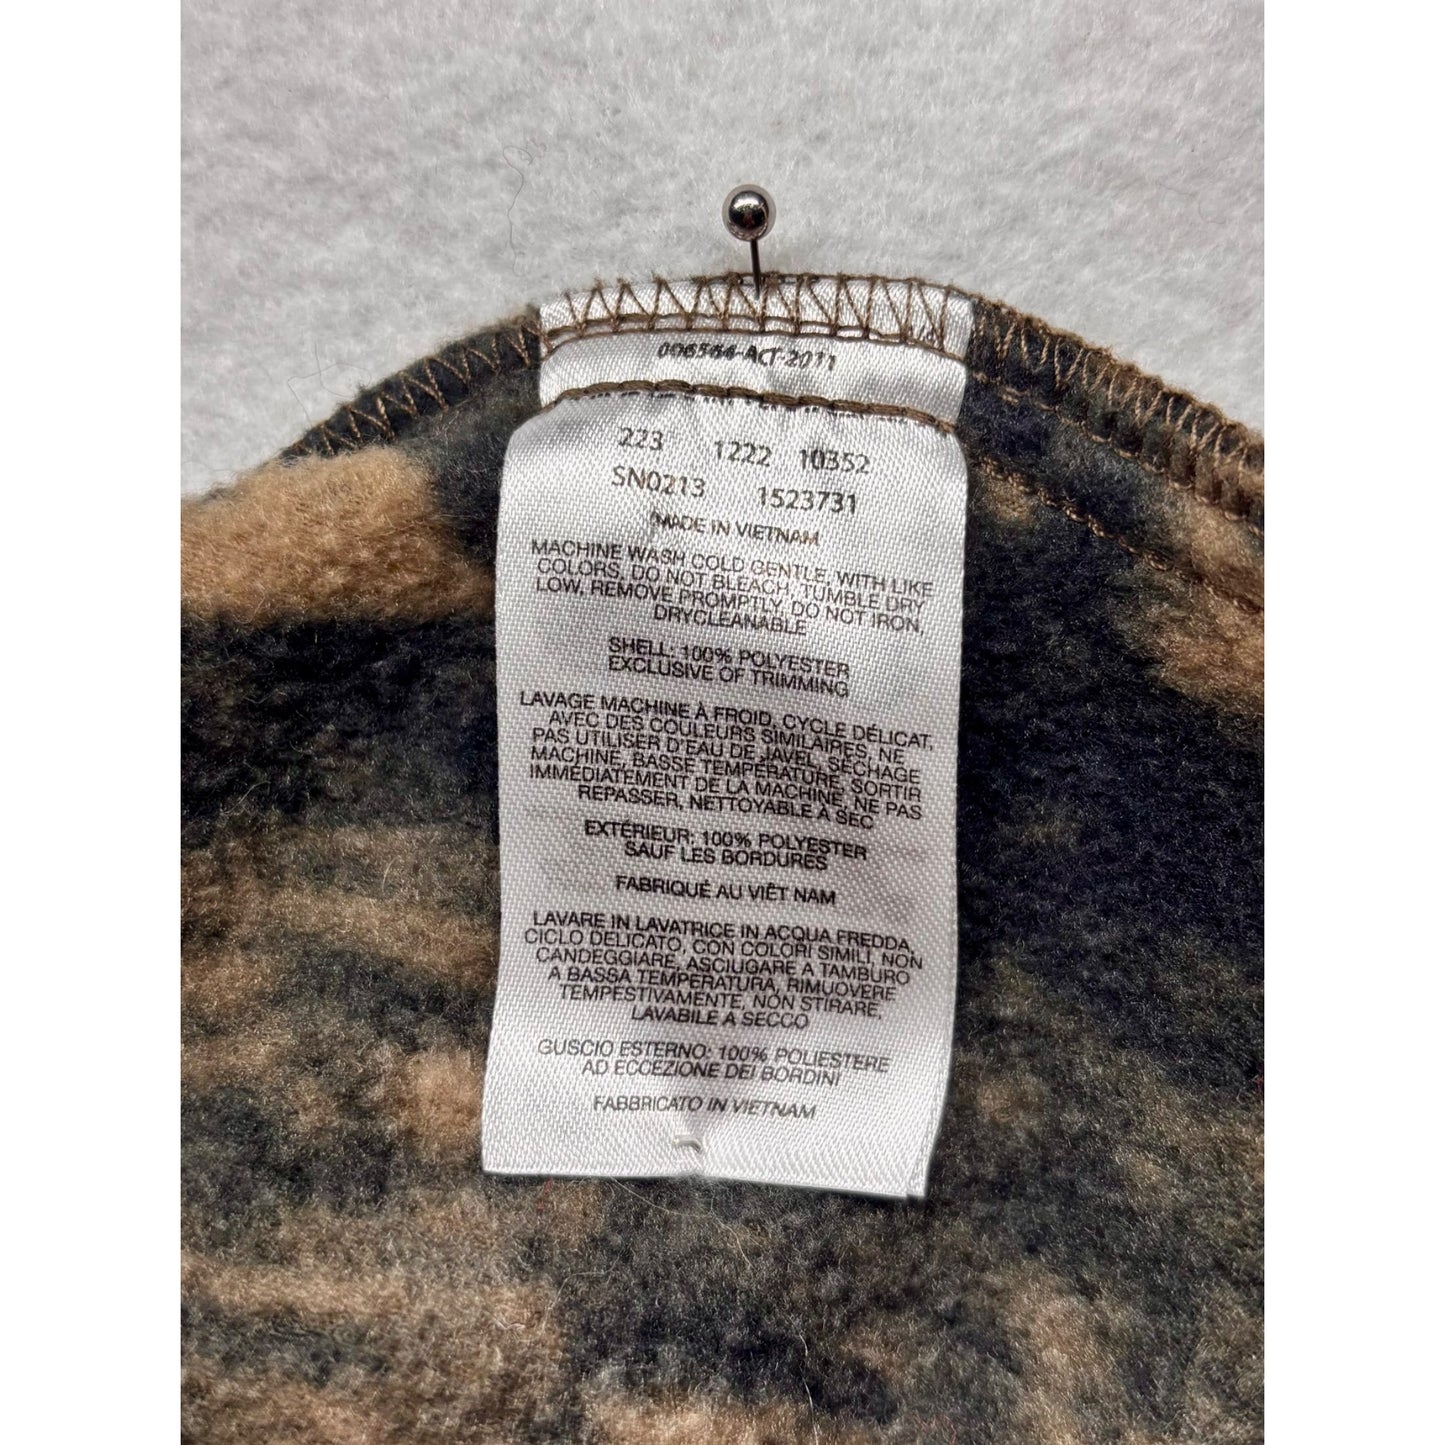 006564-ACT-2011
223 1222 10352
SN0213 1523731
MADE IN VIETNAM
MACHINE WASH COLD GENTLE, WITH LIKE
COLORS, DO NOT BLEACH, TUMBLE DRY
LOW, REMOVE PROMPTLY, DO NOT IRON,
DRYCLEANABLE
SHELL: 100% POLYESTER
EXCLUSIVE OF TRIMMING
LAVAGE MACHINE À FROID, CYCLE DÉLICAT,
AVEC DES COULEURS SIMILAIRES, NE
PAS UTILISER D'EAU DE JAVEL, SÉCHAGE
MACHINE, BASSE TEMPÉRATURE, SORTIR
IMMÉDIATEMENT DE LA MACHINE, NE PAS
REPASSER, NETTOYABLE À SEC
EXTÉRIEUR: 100% POLYESTER
SAUF LES BORDURES
FABRIQUÉ AU VIÊT NAM
LAVARE IN LAVATRICE IN ACQUA FREDDA,
CICLO DELICATO, CON COLORI SIMILI, NON
CANDEGGIARE, ASCIUGARE A TAMBURO
A BASSA TEMPERATURA, RIMUOVERE
TEMPESTIVAMENTE, NON STIRARE,
LAVABILE A SECCO
GUSCIO ESTERNO: 100% POLIESTERE
AD ECCEZIONE DEI BORDINI
FABBRICATO IN VIETNAM